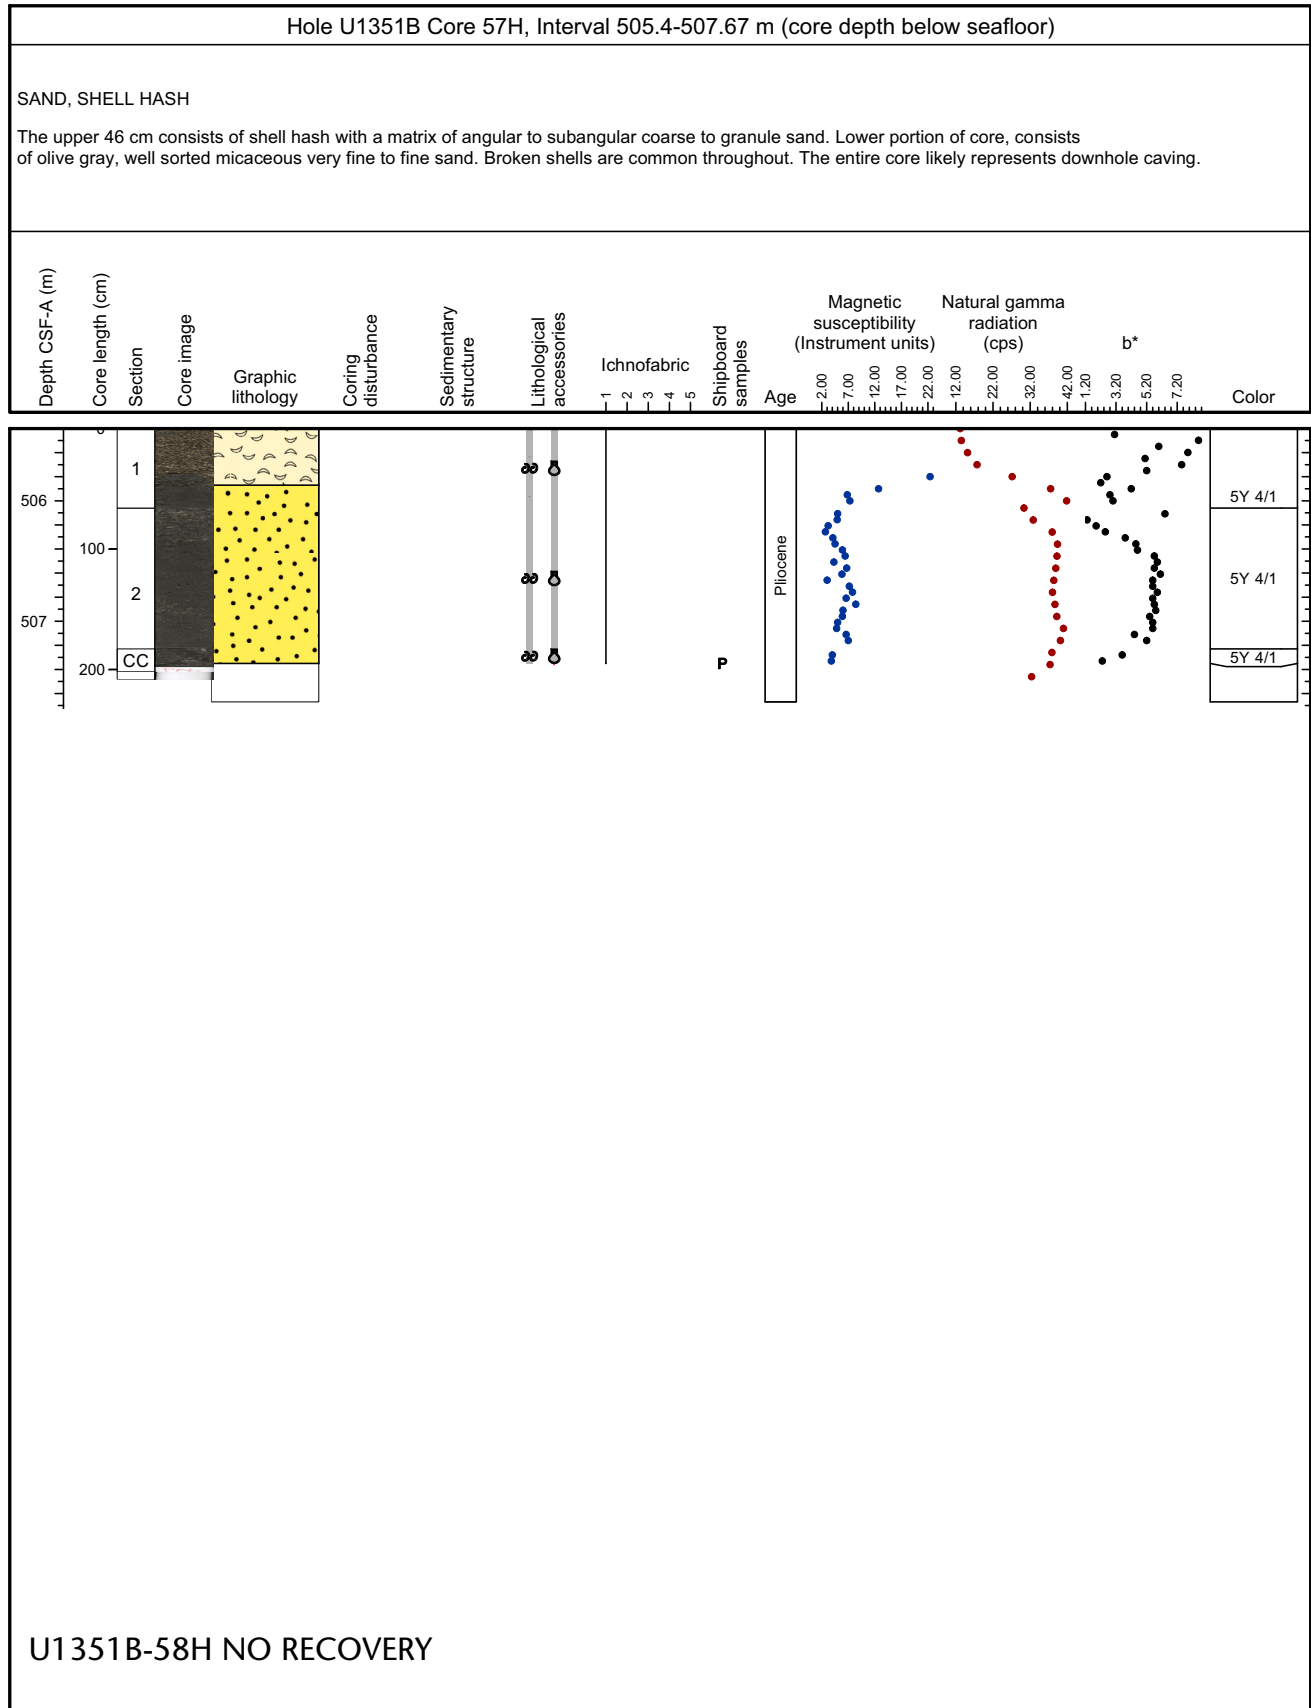 Hole U1351B Core 57H, Interval 505.4-507.67 m (core depth below seafloor)
SAND, SHELL HASH
The upper 46 cm consists of shell hash with a matrix of angular to subangular coarse to granule sand. Lower portion of core, consists
of olive gray, well sorted micaceous very fine to fine sand. Broken shells are common throughout. The entire core likely represents downhole caving.
Depth CSF-A (m)
Core length (cm)
Section
Core image
Graphic
lithology
Coring
disturbance
Sedimentary
structure
Lithological
accessories
Ichnofabric
1 2 3 4 5
Shipboard
samples
Age
Magnetic
susceptibility
(Instrument units)
2.00 7.00 12.00 17.00 22.00
Natural gamma
radiation
(cps)
12.00 22.00 32.00 42.00
b*
1.20 3.20 5.20 7.20
Color
0
1
506
5Y 4/1
100
Pliocene
5Y 4/1
2
507
CC
5Y 4/1
200
P
U1351B-58H NO RECOVERY